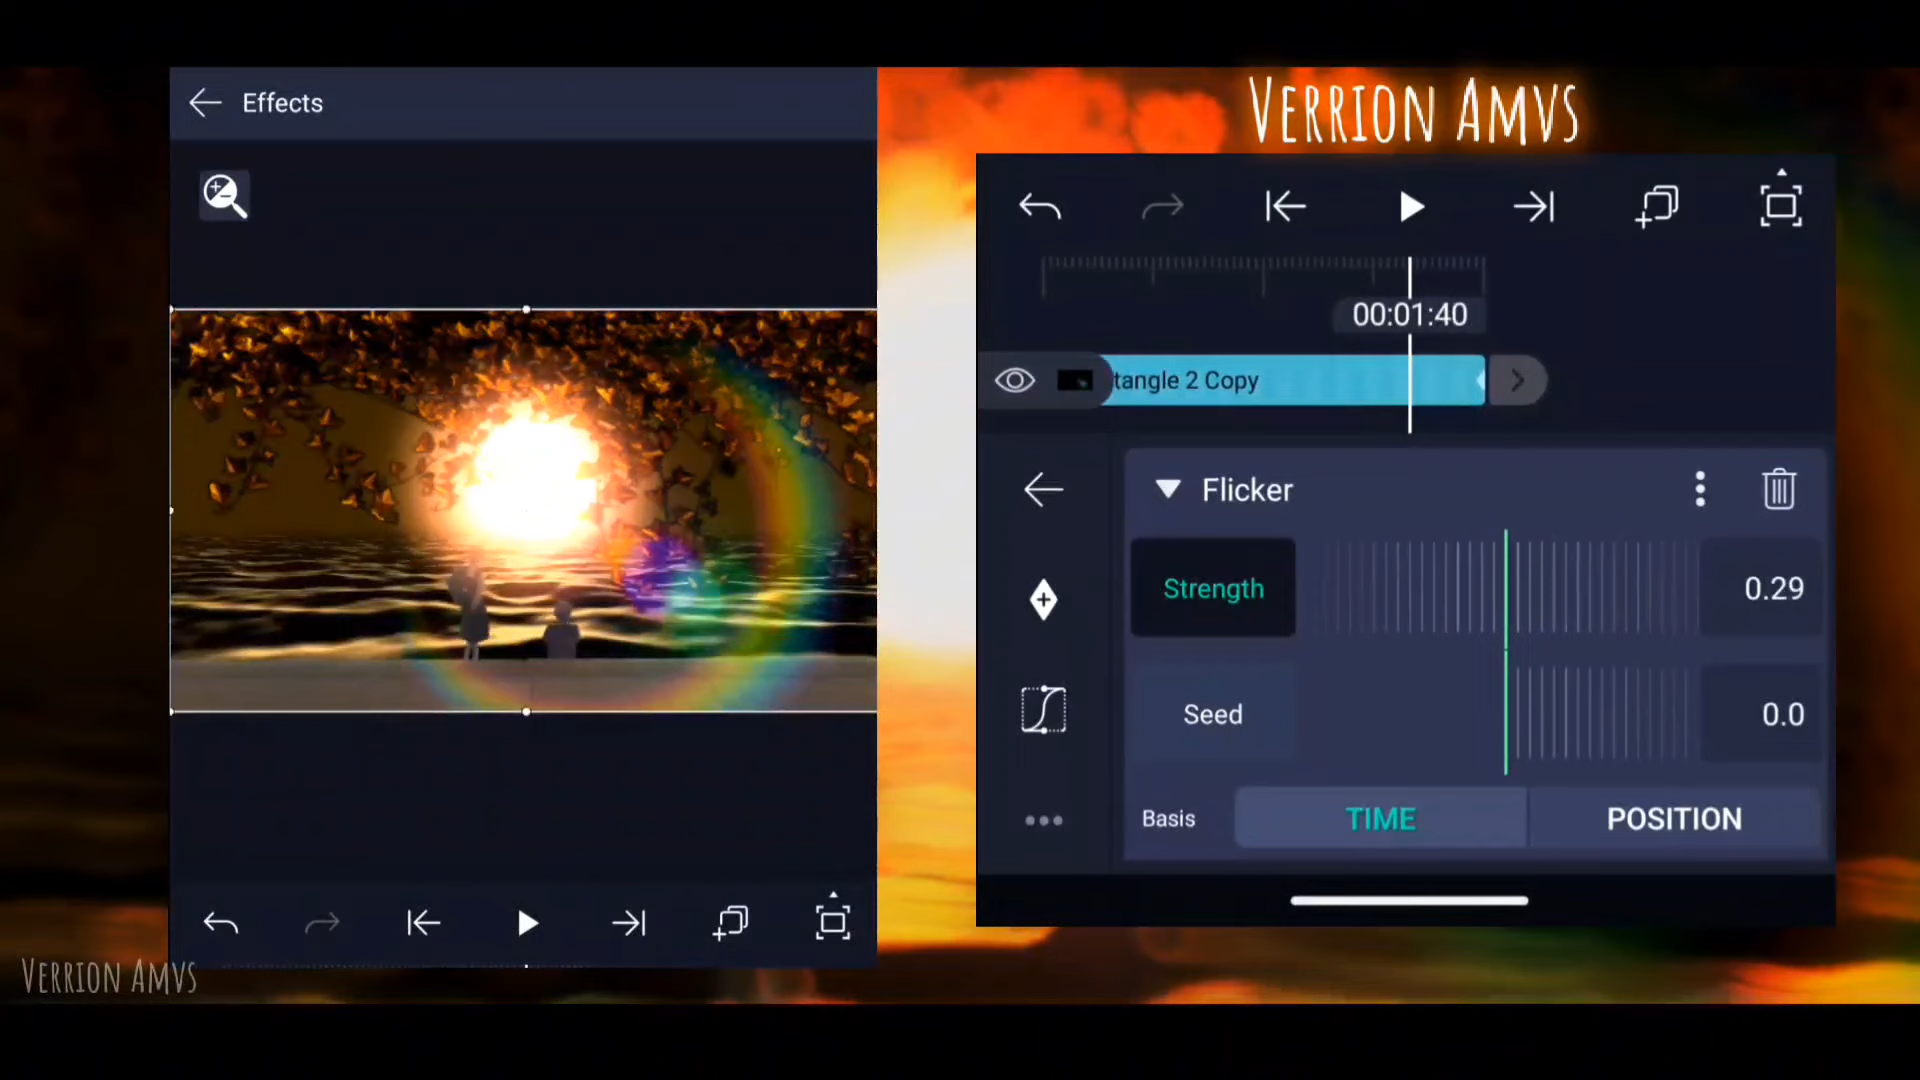 Effects
VERRION AMVS
00:01:40
tangle 2 Copy
Flicker
Strength
0.29
Seed
0.0
Basis
TIME
POSITION
VERRION AMVS